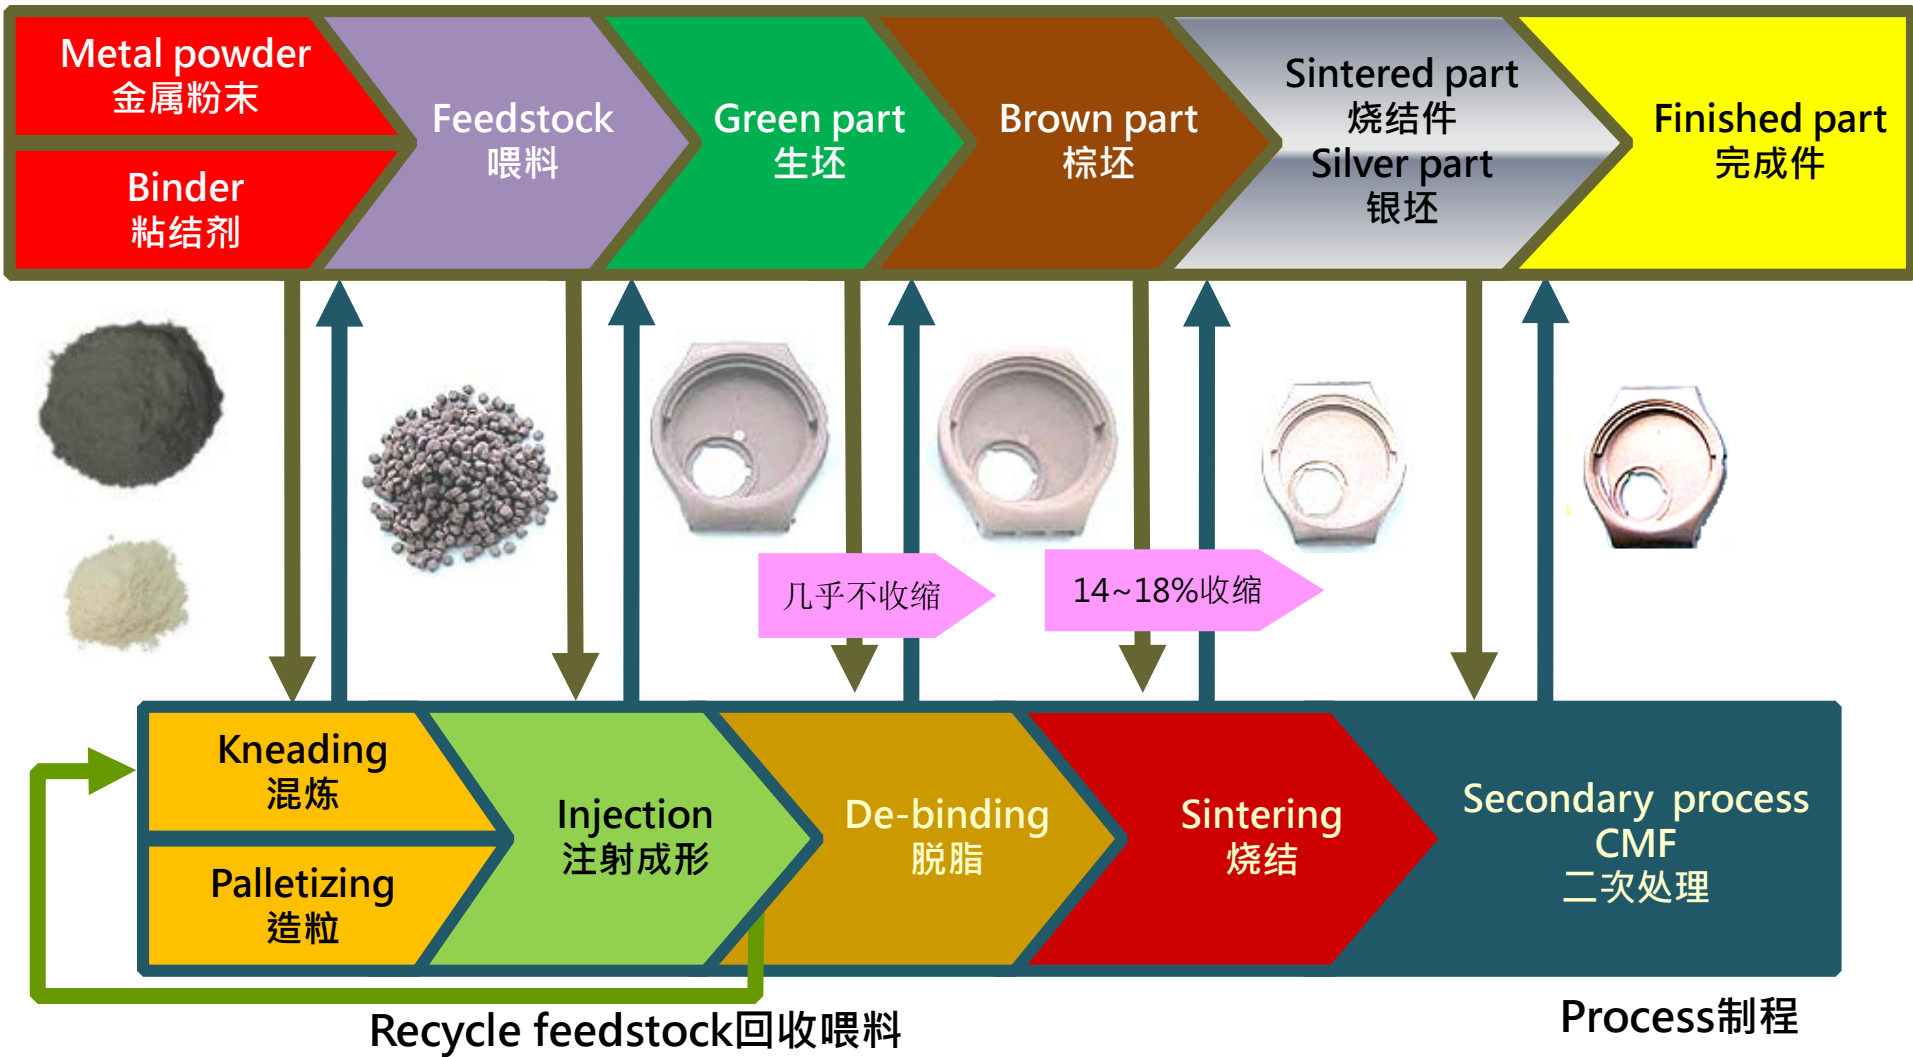 Metal powder
金属粉末
Binder
粘结剂
Feedstock
喂料
Green part
生坯
Brown part
棕坯
Sintered part
烧结件
Silver part
银坯
Finished part
完成件
几乎不收缩
14~18%收缩
Kneading
混炼
Palletizing
造粒
Injection
注射成形
De-binding
脱脂
Sintering
烧结
Secondary process
CMF
二次处理
Recycle feedstock回收喂料
Process制程